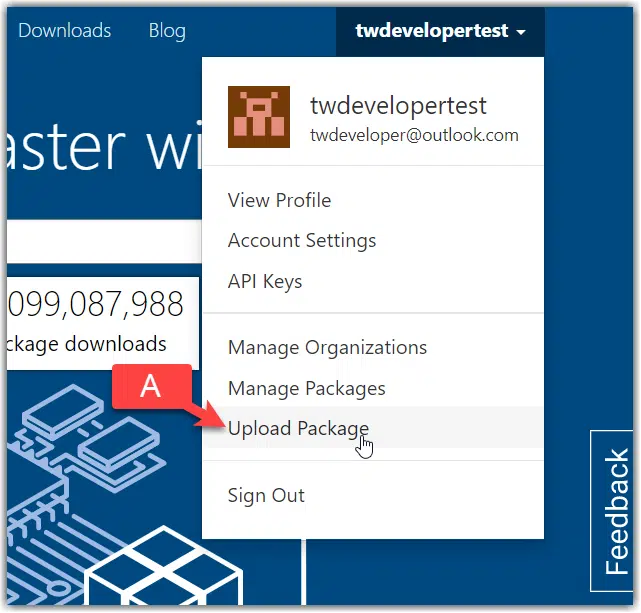 Downloads Blog twdevelopertest
twdevelopertest
twdeveloper@outlook.com
aster wi
View Profile
Account Settings
API Keys
099,087,988
ckage downloads
Manage Organizations
Manage Packages
A
Upload Package
Sign Out
Feedback